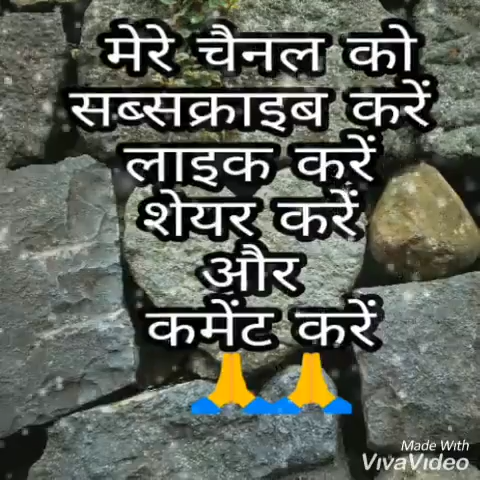 मेरे चैनल को
सब्सक्राइब करें
लाइक करें
शेयर करें
और
कमेंट करें
🙏🙏
Made With
VivaVideo